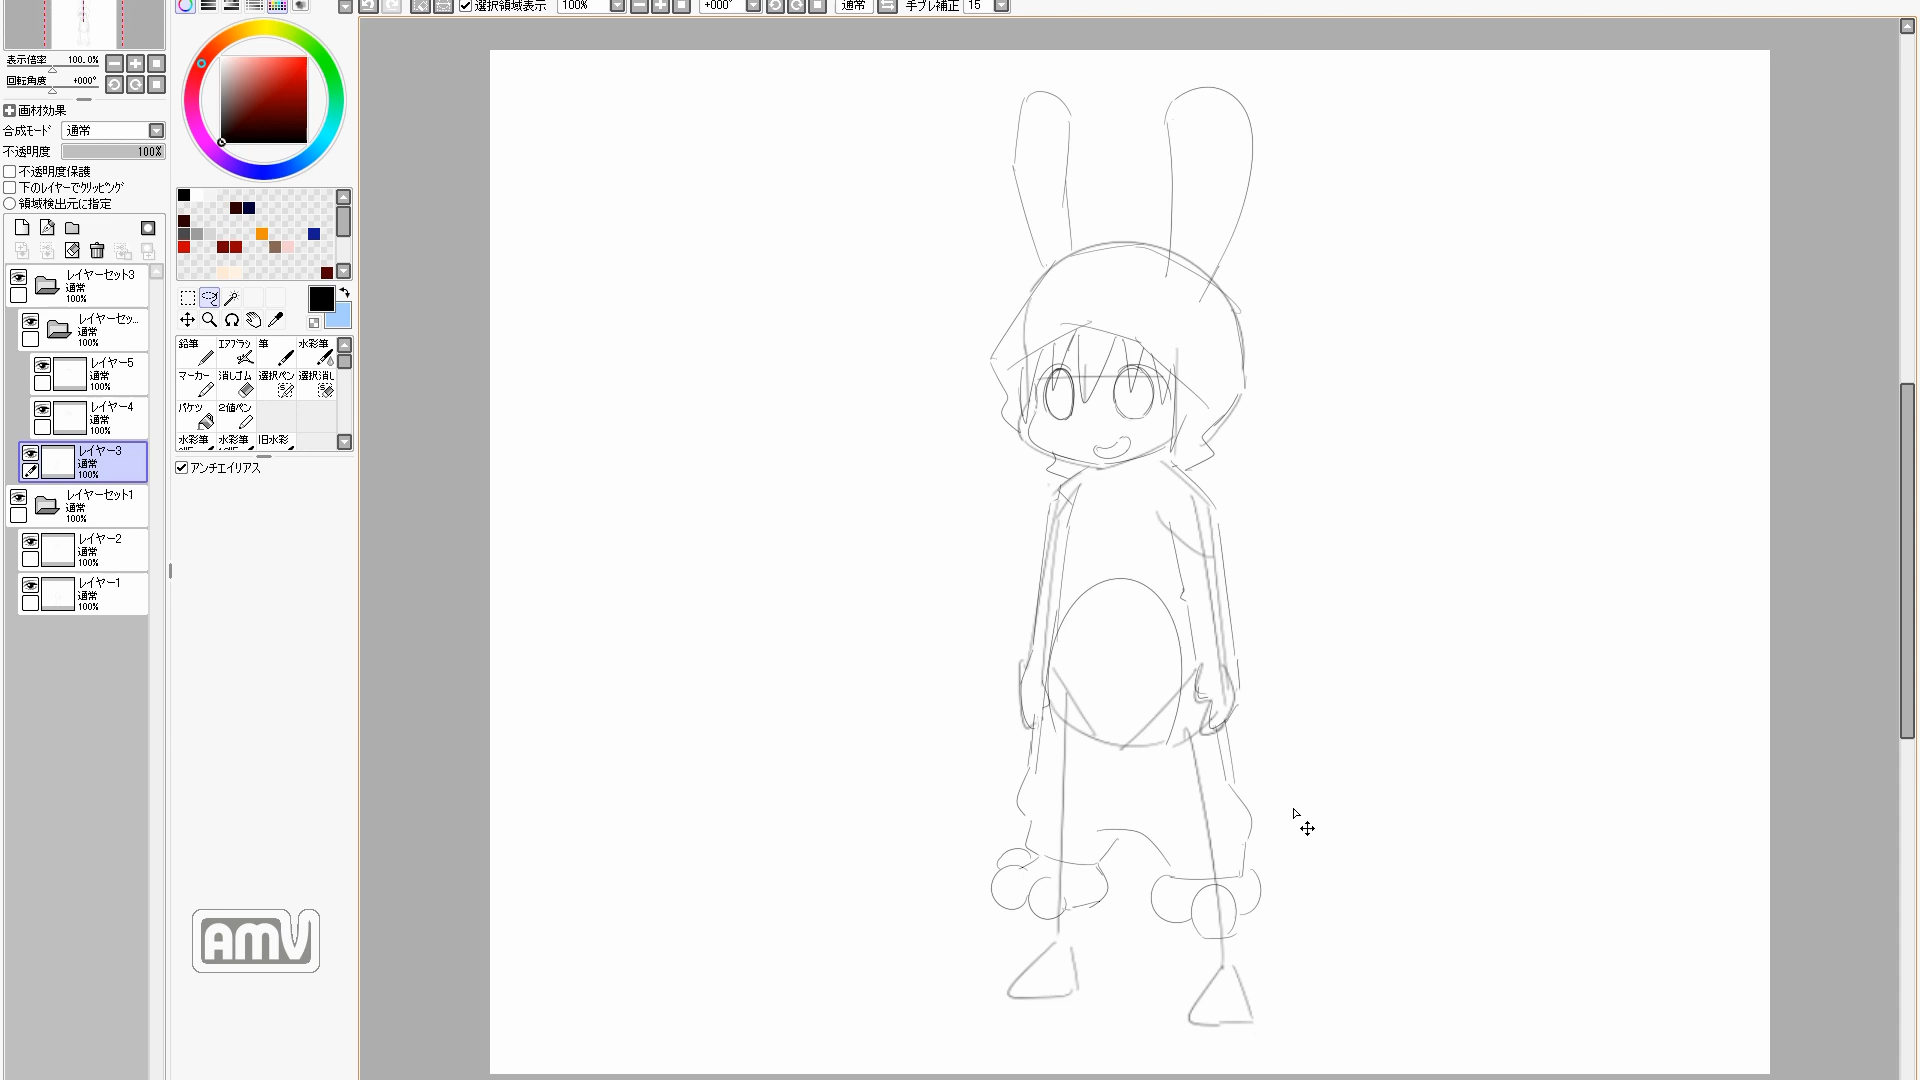 選択領域表示 100% +000° 通常 手ブレ補正 15
表示倍率 100.0%
回転角度 +000°
画材効果
合成モード 通常
不透明度 100%
不透明度保護
下のレイヤーでクリッピング
領域検出元に指定
レイヤーセット3
通常
100%
レイヤーセッ...
通常
100%
レイヤー5
通常
100%
レイヤー4
通常
100%
レイヤー3
通常
100%
レイヤーセット1
通常
100%
レイヤー2
通常
100%
レイヤー1
通常
100%
鉛筆 エアブラシ 筆 水彩筆
マーカー 消しゴム 選択ペン 選択消し
バケツ 2値ペン
水彩筆 水彩筆 旧水彩
アンチエイリアス
AMV